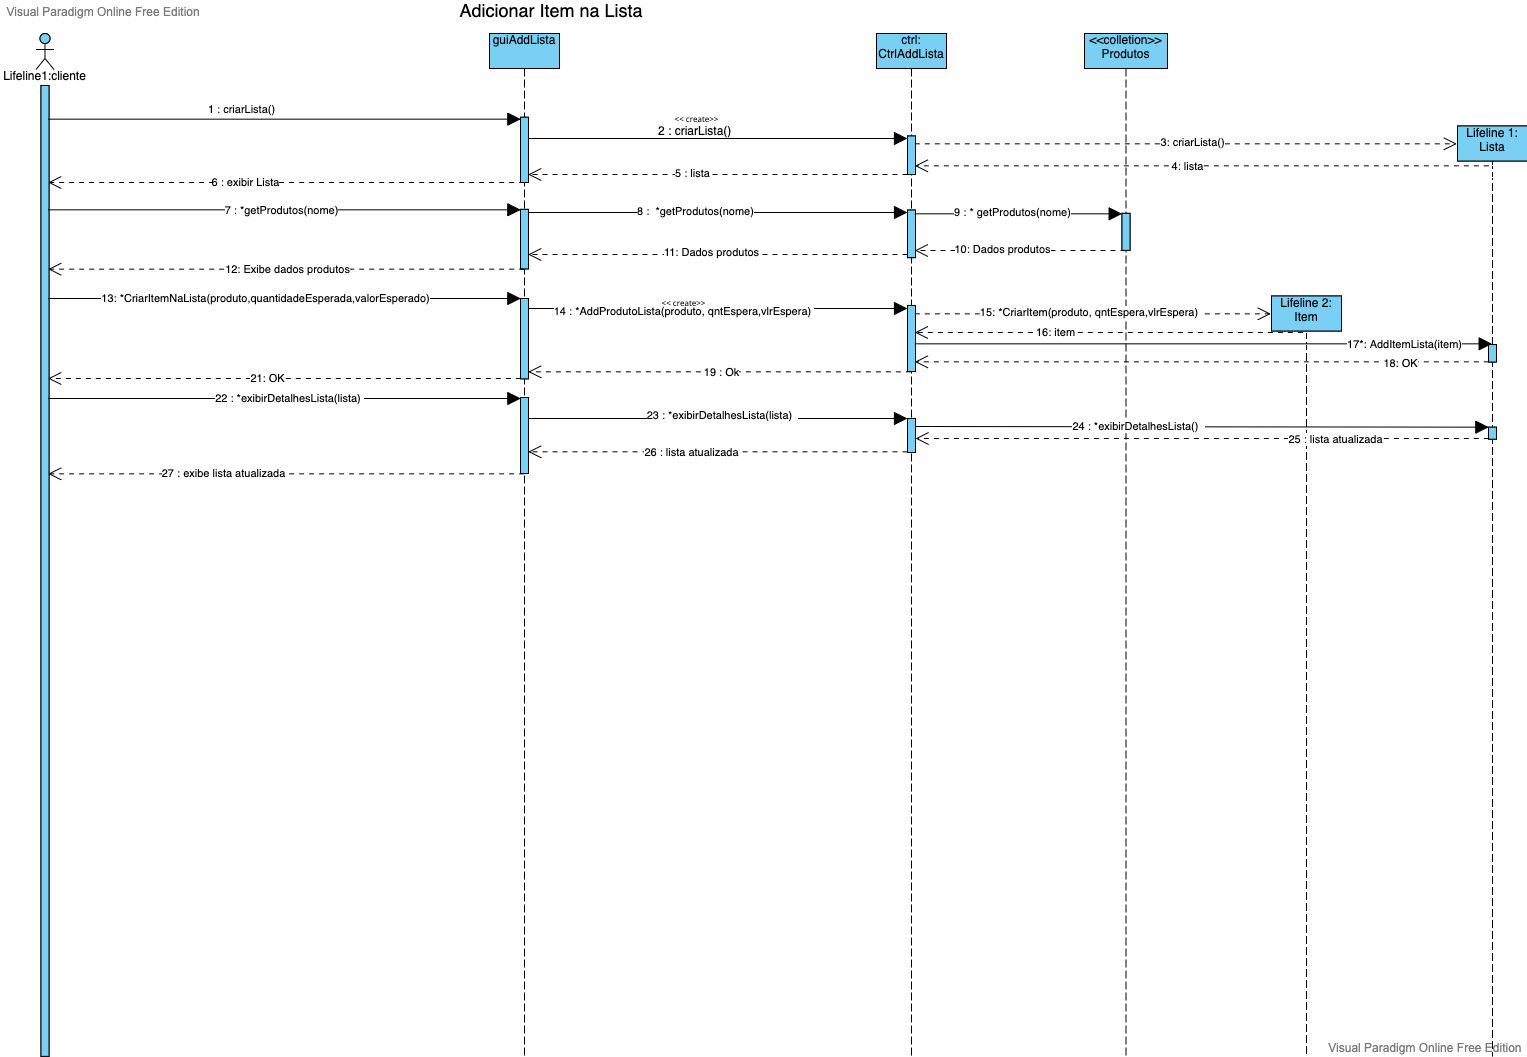 Visual Paradigm Online Free Edition
Adicionar Item na Lista
Lifeline1:cliente
guiAddLista
ctrl:
CtrlAddLista
<<colletion>>
Produtos
1 : criarLista()
<< create>>
2 : criarLista()
3: criarLista()
Lifeline 1:
Lista
4: lista
5 : lista
6 : exibir Lista
7 : *getProdutos(nome)
8 :  *getProdutos(nome)
9 : * getProdutos(nome)
10: Dados produtos
11: Dados produtos
12: Exibe dados produtos
13: *CriarItemNaLista(produto,quantidadeEsperada,valorEsperado)
<< create>>
14 : *AddProdutoLista(produto, qntEspera,vlrEspera)
15: *CriarItem(produto, qntEspera,vlrEspera)
Lifeline 2:
Item
16: item
17*: AddItemLista(item)
18: OK
19 : Ok
21: OK
22 : *exibirDetalhesLista(lista)
23 : *exibirDetalhesLista(lista)
24 : *exibirDetalhesLista()
25 : lista atualizada
26 : lista atualizada
27 : exibe lista atualizada
Visual Paradigm Online Free Edition